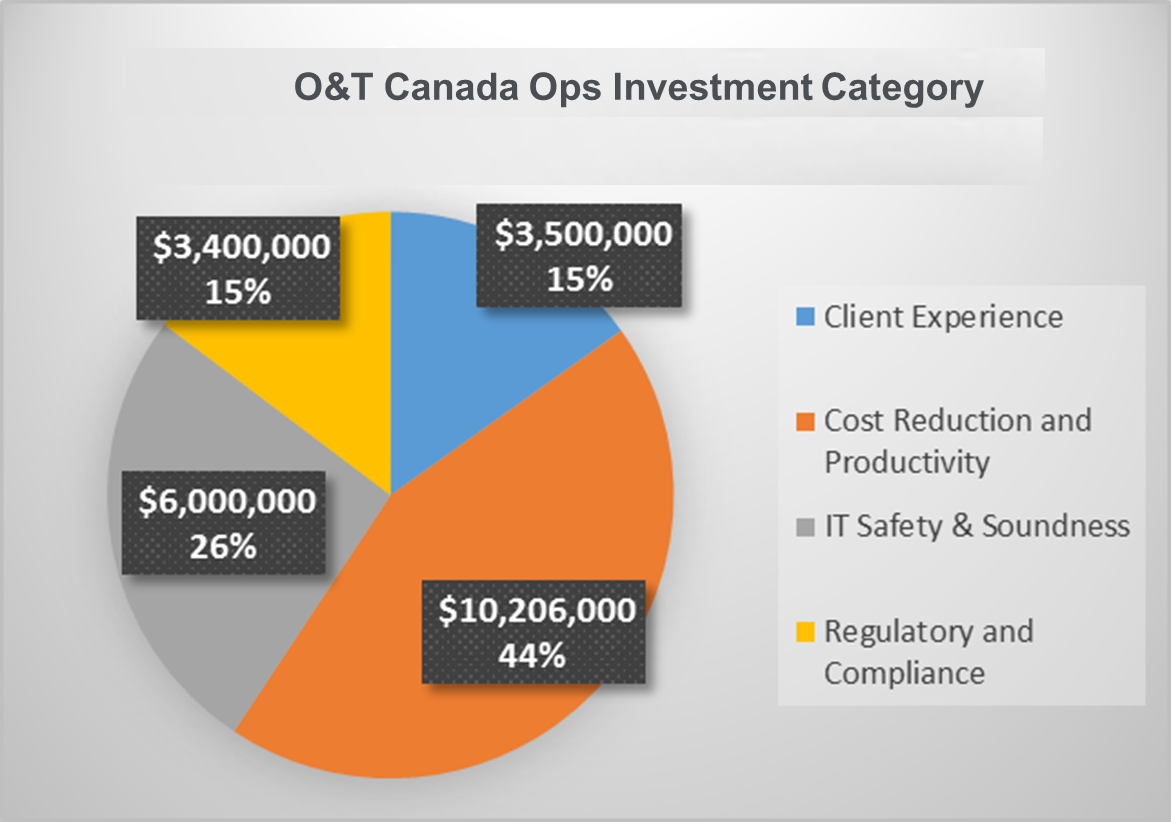 O&T Canada Ops Investment Category
$3,400,000
15%
$3,500,000
15%
$6,000,000
26%
$10,206,000
44%
Client Experience
Cost Reduction and
Productivity
IT Safety & Soundness
Regulatory and
Compliance